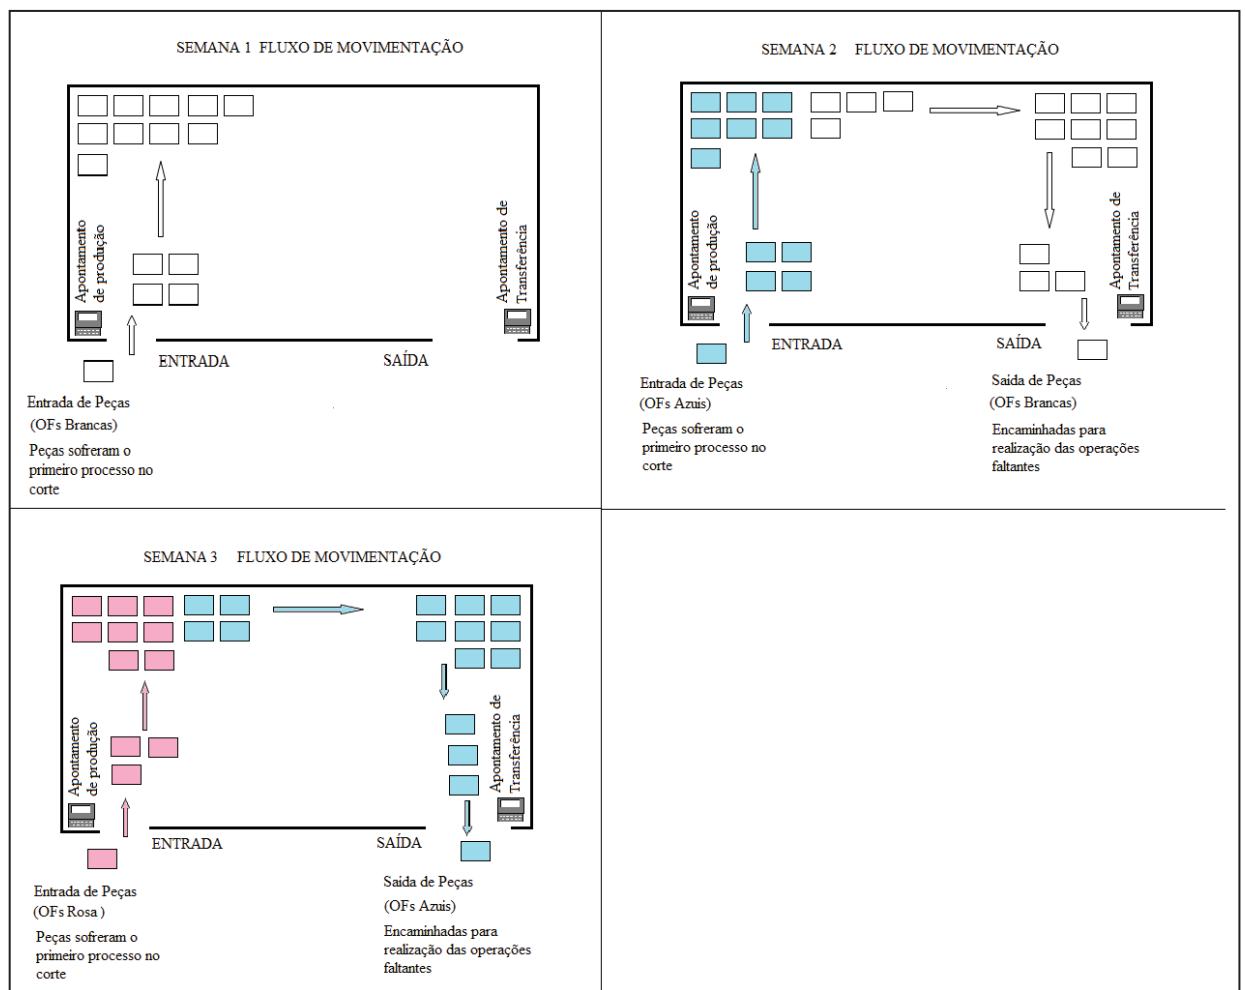 SEMANA 1  FLUXO DE MOVIMENTAÇÃO
Apontamento
de produção
Apontamento de
Transferência
ENTRADA
SAÍDA
Entrada de Peças
(OFs Brancas)
Peças sofreram o
primeiro processo no
corte
SEMANA 2    FLUXO DE MOVIMENTAÇÃO
Apontamento
de produção
Apontamento de
Transferência
ENTRADA
SAÍDA
Entrada de Peças
(OFs Azuis)
Peças sofreram o
primeiro processo no
corte
Saida de Peças
(OFs Brancas)
Encaminhadas para
realização das operações
faltantes
SEMANA 3    FLUXO DE MOVIMENTAÇÃO
Apontamento
de produção
Apontamento de
Transferência
ENTRADA
SAÍDA
Entrada de Peças
(OFs Rosa )
Peças sofreram o
primeiro processo no
corte
Saida de Peças
(OFs Azuis)
Encaminhadas para
realização das operações
faltantes